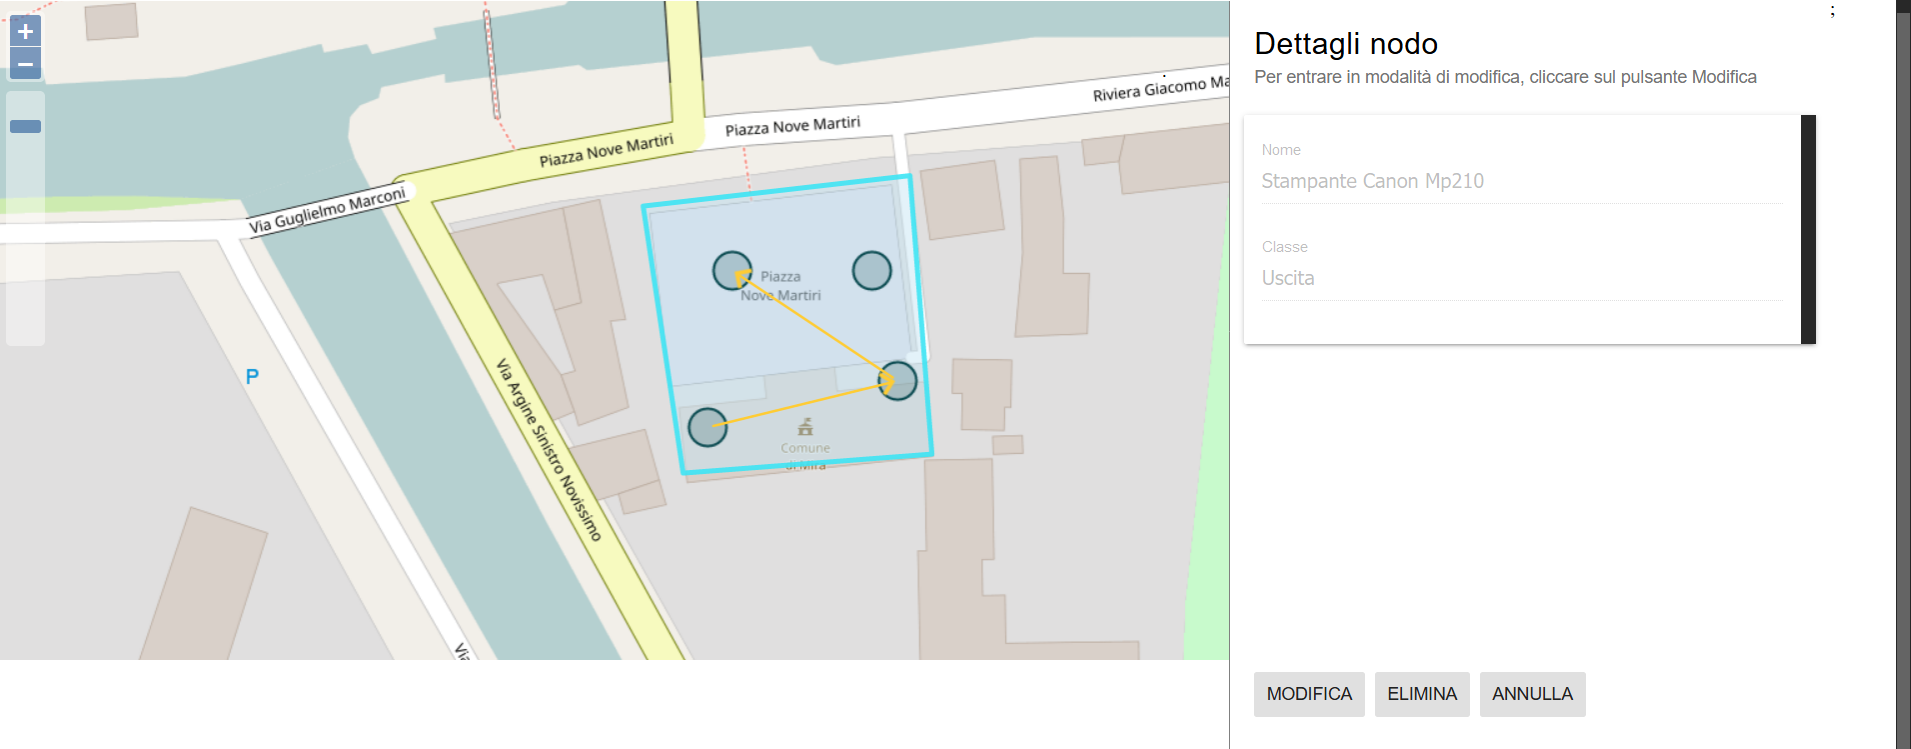 +
−
Piazza Nove Martiri
Piazza Nove Martiri
Riviera Giacomo Ma
Via Guglielmo Marconi
Piazza
Nove Martiri
P
Via Argine Sinistro Novissimo
Comune
di Mira
Via
;
Dettagli nodo
Per entrare in modalità di modifica, cliccare sul pulsante Modifica
Nome
Stampante Canon Mp210
Classe
Uscita
MODIFICA ELIMINA ANNULLA